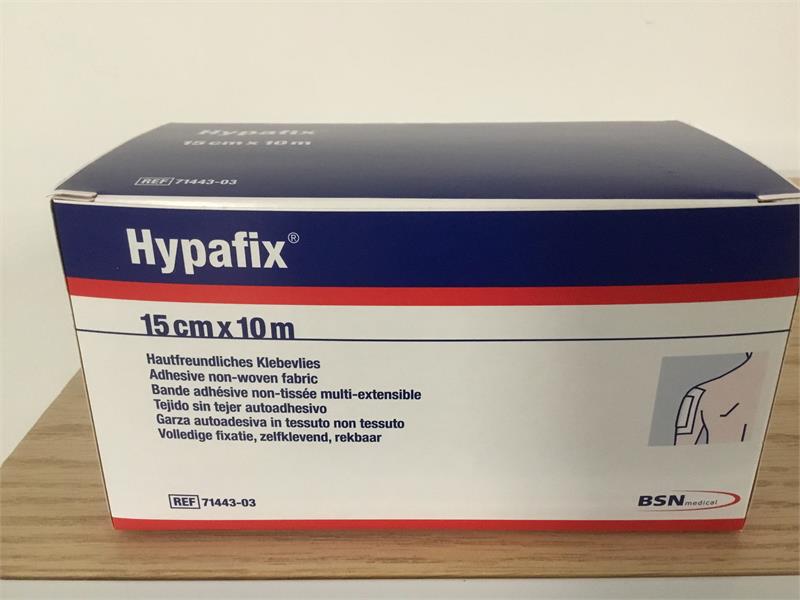 Hypafix
15 cm x 10 m
REF 71443-03
Hypafix®
15 cm x 10 m
Hautfreundliches Klebevlies
Adhesive non-woven fabric
Bande adhésive non-tissée multi-extensible
Tejido sin tejer autoadhesivo
Garza autoadesiva in tessuto non tessuto
Volledige fixatie, zelfklevend, rekbaar
REF 71443-03
BSN medical